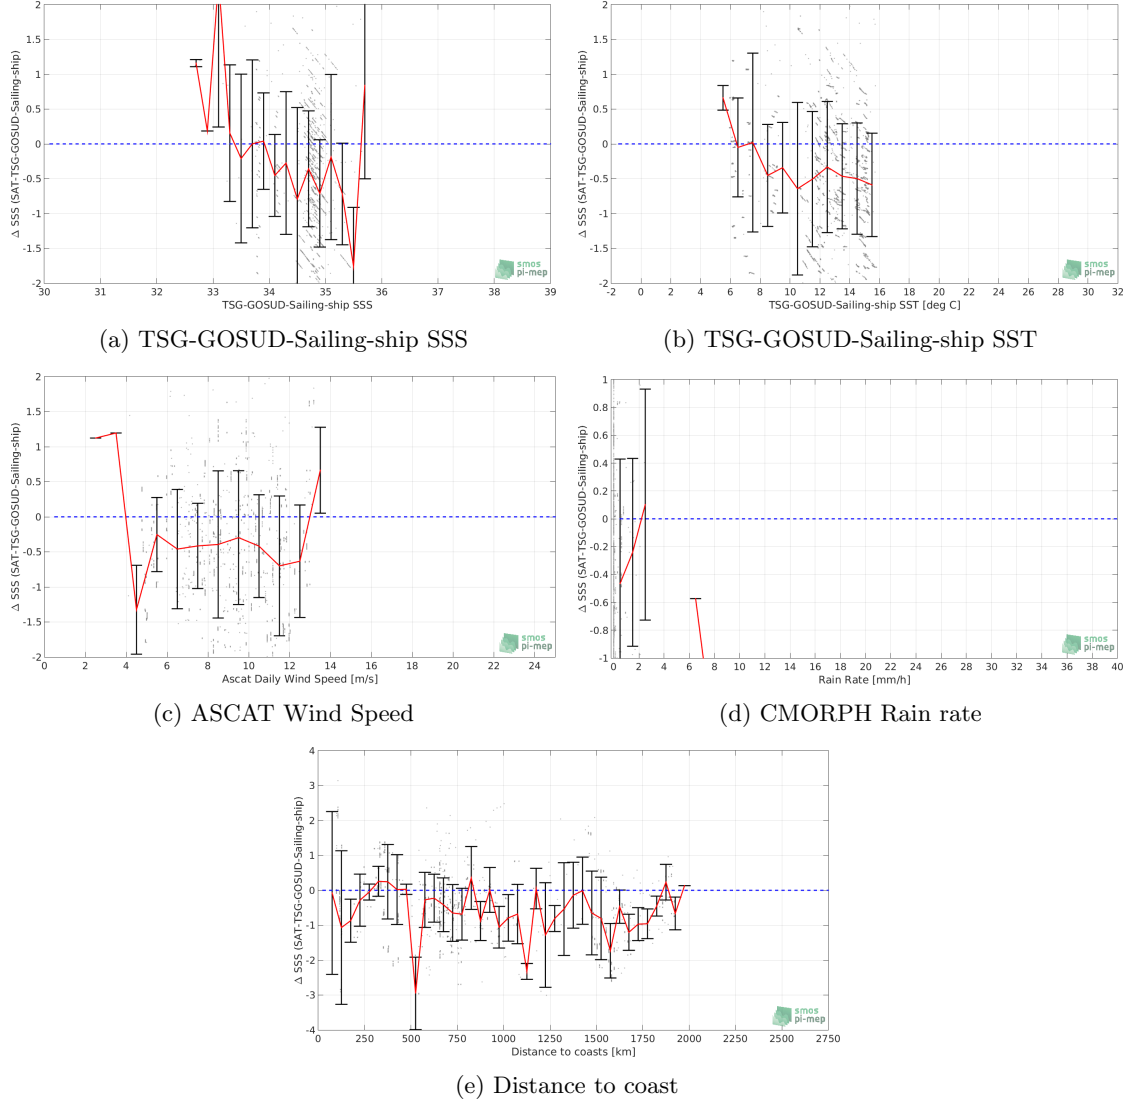 2
1.5
1
0.5
0
-0.5
-1
-1.5
-2
Δ SSS (SAT-TSG-GOSUD-Sailing-ship)
30 31 32 33 34 35 36 37 38 39
TSG-GOSUD-Sailing-ship SSS
smos
pi-mep
(a) TSG-GOSUD-Sailing-ship SSS
2
1.5
1
0.5
0
-0.5
-1
-1.5
-2
Δ SSS (SAT-TSG-GOSUD-Sailing-ship)
-2 0 2 4 6 8 10 12 14 16 18 20 22 24 26 28 30 32
TSG-GOSUD-Sailing-ship SST [deg C]
smos
pi-mep
(b) TSG-GOSUD-Sailing-ship SST
2
1.5
1
0.5
0
-0.5
-1
-1.5
-2
Δ SSS (SAT-TSG-GOSUD-Sailing-ship)
0 2 4 6 8 10 12 14 16 18 20 22 24
Ascat Daily Wind Speed [m/s]
smos
pi-mep
(c) ASCAT Wind Speed
1
0.8
0.6
0.4
0.2
0
-0.2
-0.4
-0.6
-0.8
-1
Δ SSS (SAT-TSG-GOSUD-Sailing-ship)
0 2 4 6 8 10 12 14 16 18 20 22 24 26 28 30 32 34 36 38 40
Rain Rate [mm/h]
smos
pi-mep
(d) CMORPH Rain rate
4
3
2
1
0
-1
-2
-3
-4
Δ SSS (SAT-TSG-GOSUD-Sailing-ship)
0 250 500 750 1000 1250 1500 1750 2000 2250 2500 2750
Distance to coasts [km]
smos
pi-mep
(e) Distance to coast